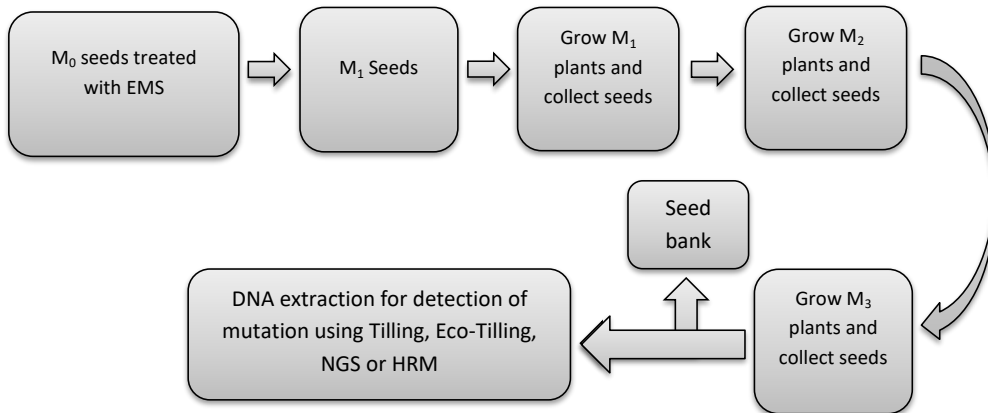 M₀ seeds treated
with EMS
M₁ Seeds
Grow M₁
plants and
collect seeds
Grow M₂
plants and
collect seeds
Seed
bank
Grow M₃
plants and
collect seeds
DNA extraction for detection of
mutation using Tilling, Eco-Tilling,
NGS or HRM